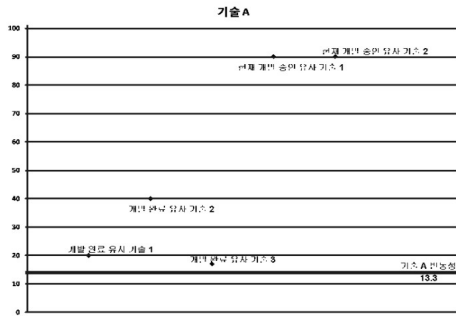 기술 A
100
90
현재 개발 중인 유사 기술 2
현재 개발 중인 유사 기술 1
80
70
60
50
40
개발 완료 유사 기술 2
30
개발 완료 유사 기술 1
20
개발 완료 유사 기술 3
기술 A 반응성
13.3
10
0